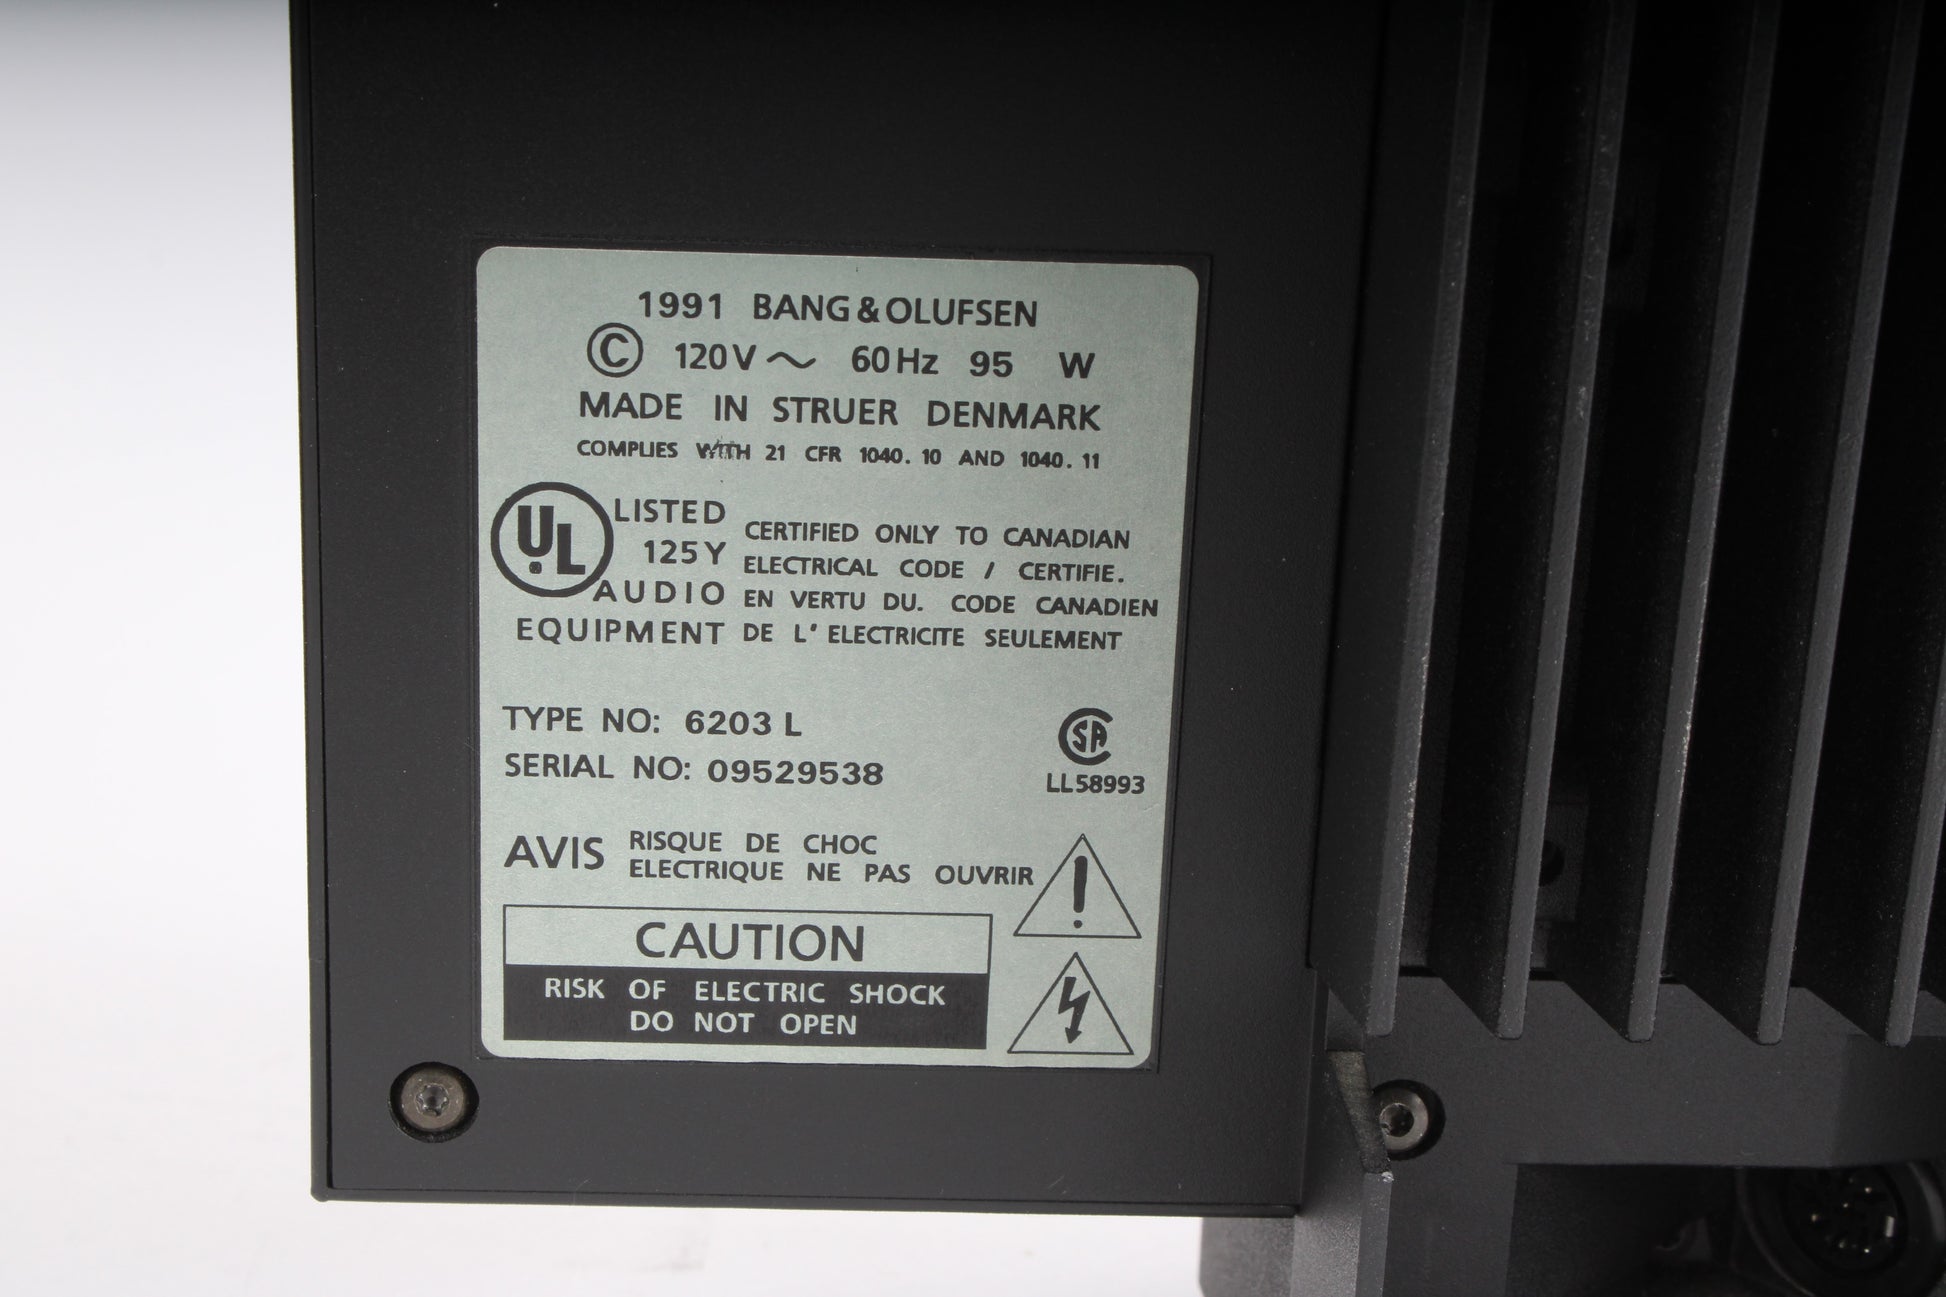 1991 BANG&OLUFSEN
© 120V ~ 60Hz 95 W
MADE IN STRUER DENMARK
COMPLIES WITH 21 CFR 1040.10 AND 1040.11
UL
LISTED
125Y
AUDIO
EQUIPMENT
CERTIFIED ONLY TO CANADIAN
ELECTRICAL CODE / CERTIFIE.
EN VERTU DU. CODE CANADIEN
DE L'ELECTRICITE SEULEMENT
TYPE NO: 6203 L
SERIAL NO: 09529538
SA
LL58993
AVIS
RISQUE DE CHOC
ELECTRIQUE NE PAS OUVRIR
CAUTION
RISK OF ELECTRIC SHOCK
DO NOT OPEN